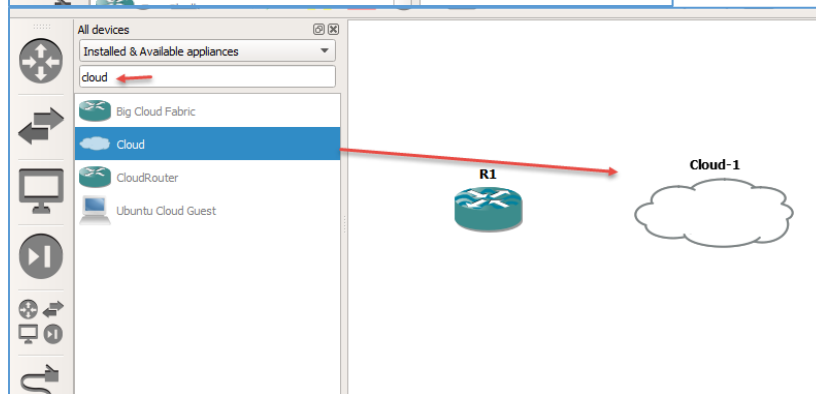 All devices
Installed & Available appliances
cloud
Big Cloud Fabric
Cloud
CloudRouter
Ubuntu Cloud Guest
R1
Cloud-1